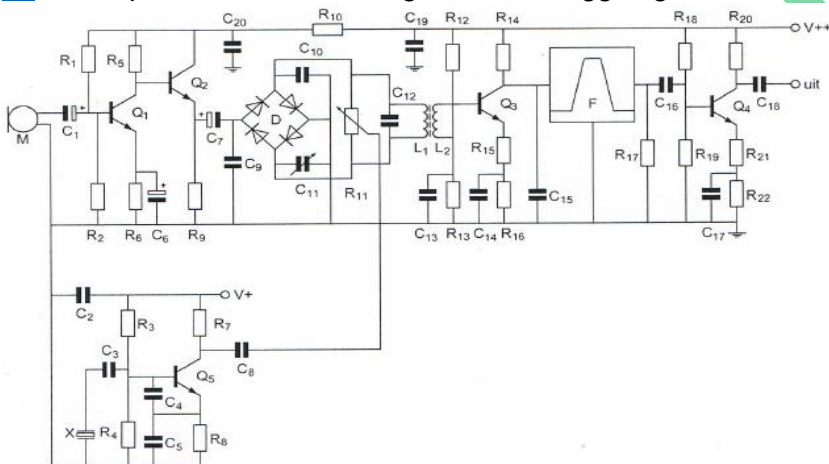 C20
R10
C19
R12
R14
R18
R20
V++
R1
R5
C10
Q2
C12
Q1
Q3
F
C16
Q4
C18
uit
M
C1
C7
D
C9
C11
R11
L1 L2
R15
R17
R19
R21
R22
C15
R2
R6
C6
R9
C13
R13
C14
R16
C17
C2
V+
R3
R7
C3
C8
Q5
C4
X
R4
C5
R8